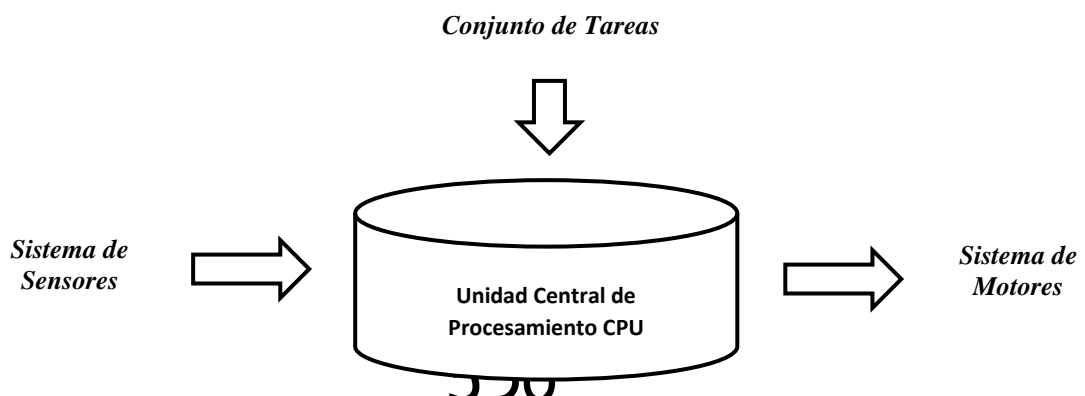 Conjunto de Tareas
Sistema de
Sensores
Unidad Central de
Procesamiento CPU
Sistema de
Motores